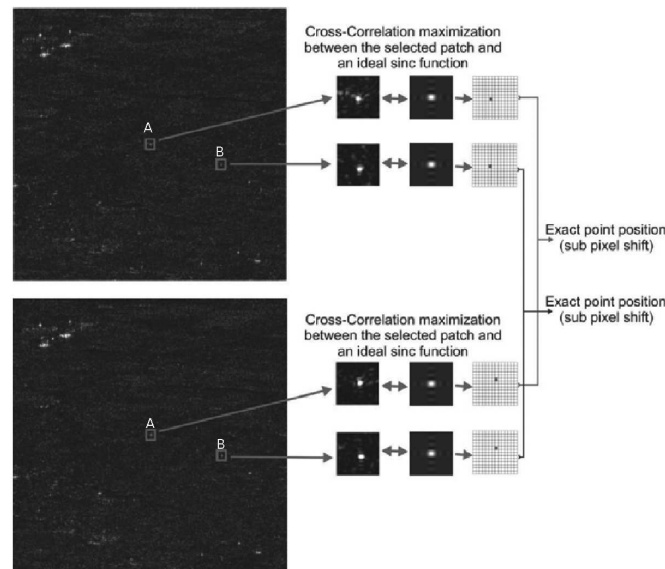 Cross-Correlation maximization
between the selected patch and
an ideal sinc function
A
B
Exact point position
(sub pixel shift)
Exact point position
(sub pixel shift)
Cross-Correlation maximization
between the selected patch and
an ideal sinc function
A
B